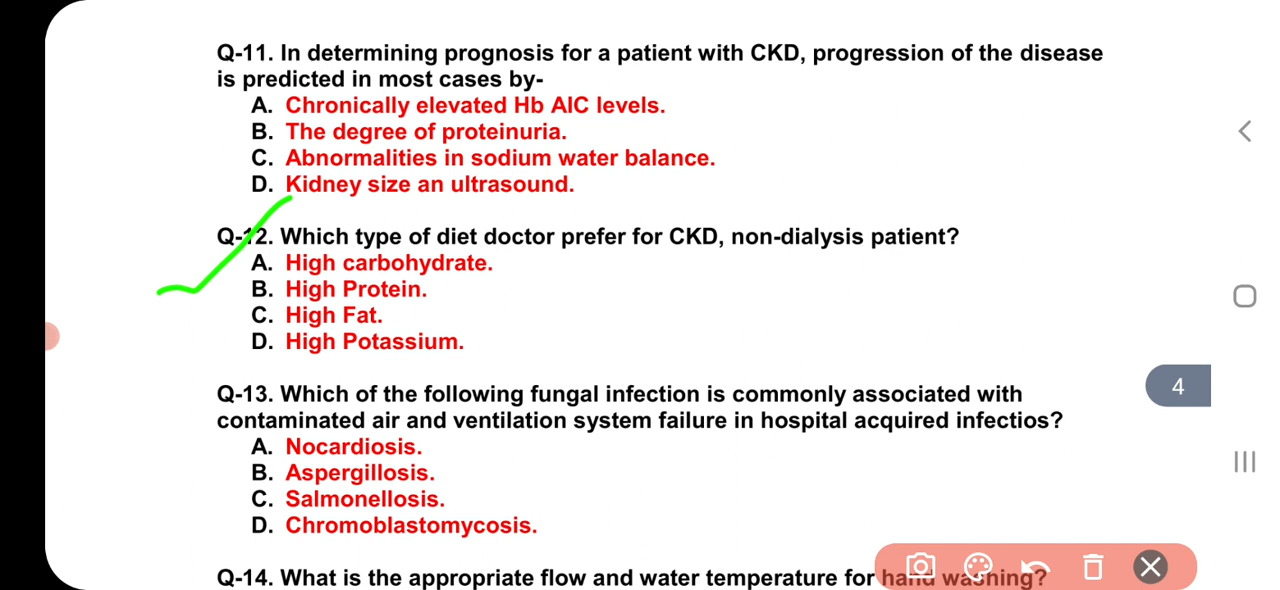 Q-11. In determining prognosis for a patient with CKD, progression of the disease
is predicted in most cases by-
A. Chronically elevated Hb AIC levels.
B. The degree of proteinuria.
C. Abnormalities in sodium water balance.
D. Kidney size an ultrasound.
Q-12. Which type of diet doctor prefer for CKD, non-dialysis patient?
A. High carbohydrate.
B. High Protein.
C. High Fat.
D. High Potassium.
4
Q-13. Which of the following fungal infection is commonly associated with
contaminated air and ventilation system failure in hospital acquired infectios?
A. Nocardiosis.
B. Aspergillosis.
C. Salmonellosis.
D. Chromoblastomycosis.
Q-14. What is the appropriate flow and water temperature for hand washing?